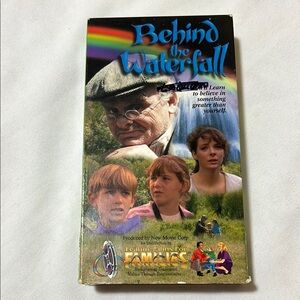 Behind
the
Waterfall
Learn
to believe in
something
greater than
yourself.
Produced by New Movie Corp
FAMILIES